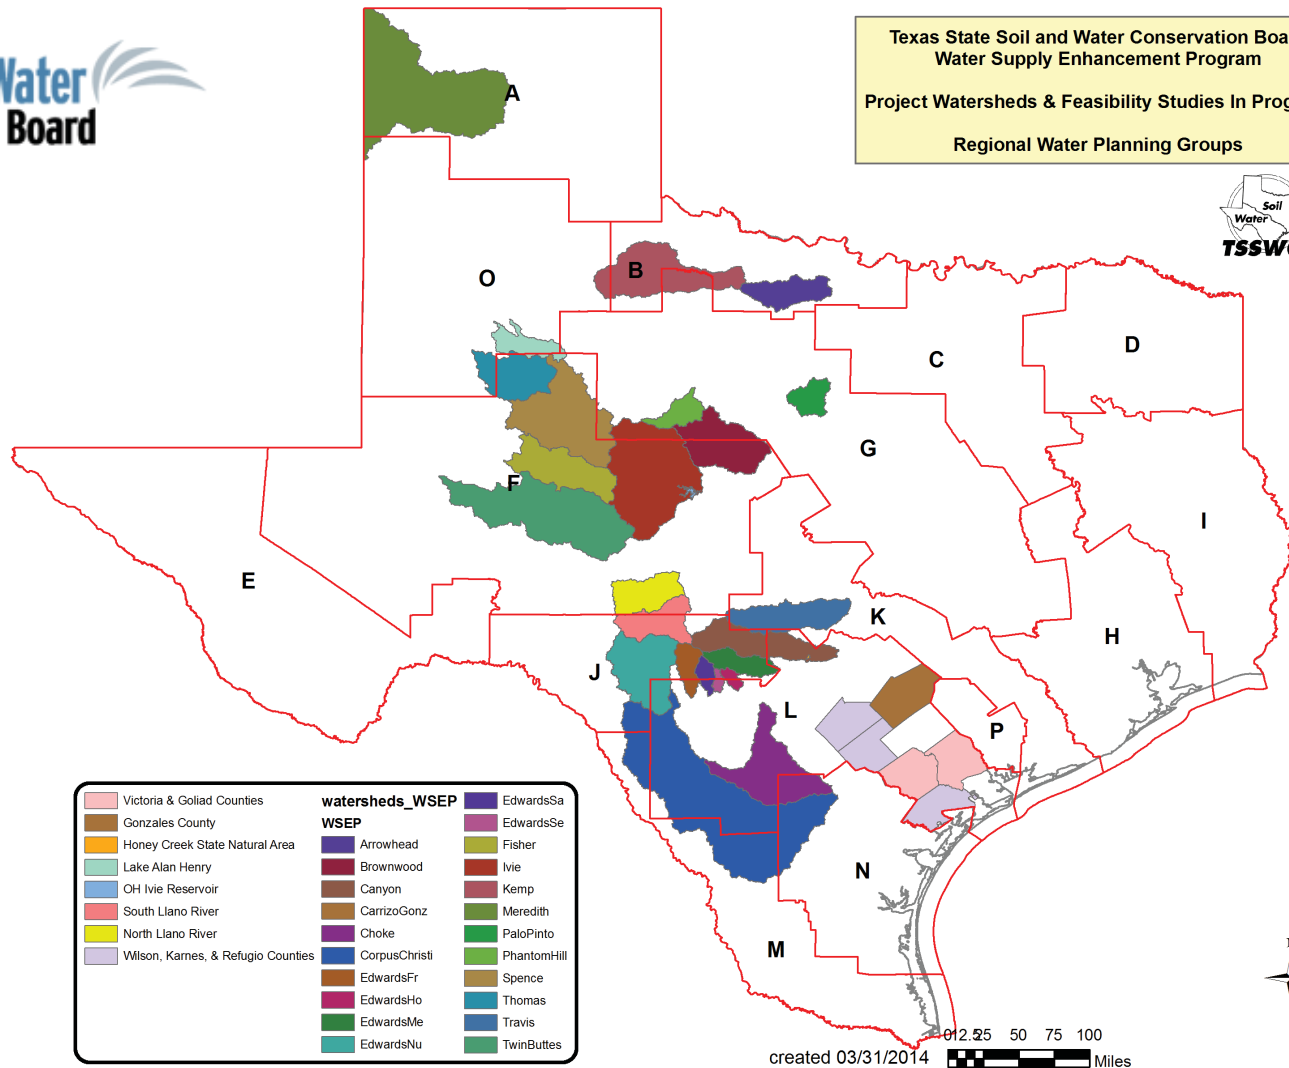 Water
Board
Texas State Soil and Water Conservation Boa
Water Supply Enhancement Program
Project Watersheds & Feasibility Studies In Prog
Regional Water Planning Groups
Soil
Water
TSSW
A
B
O
C
D
G
F
I
E
K
H
J
L
P
N
M
Victoria & Goliad Counties
Gonzales County
Honey Creek State Natural Area
Lake Alan Henry
OH Ivie Reservoir
South Llano River
North Llano River
Wilson, Karnes, & Refugio Counties
watersheds_WSEP
WSEP
Arrowhead
Brownwood
Canyon
CarrizoGonz
Choke
CorpusChristi
EdwardsFr
EdwardsHo
EdwardsMe
EdwardsNu
EdwardsSa
EdwardsSe
Fisher
Ivie
Kemp
Meredith
PaloPinto
PhantomHill
Spence
Thomas
Travis
TwinButtes
created 03/31/2014
012.525 50 75 100
Miles